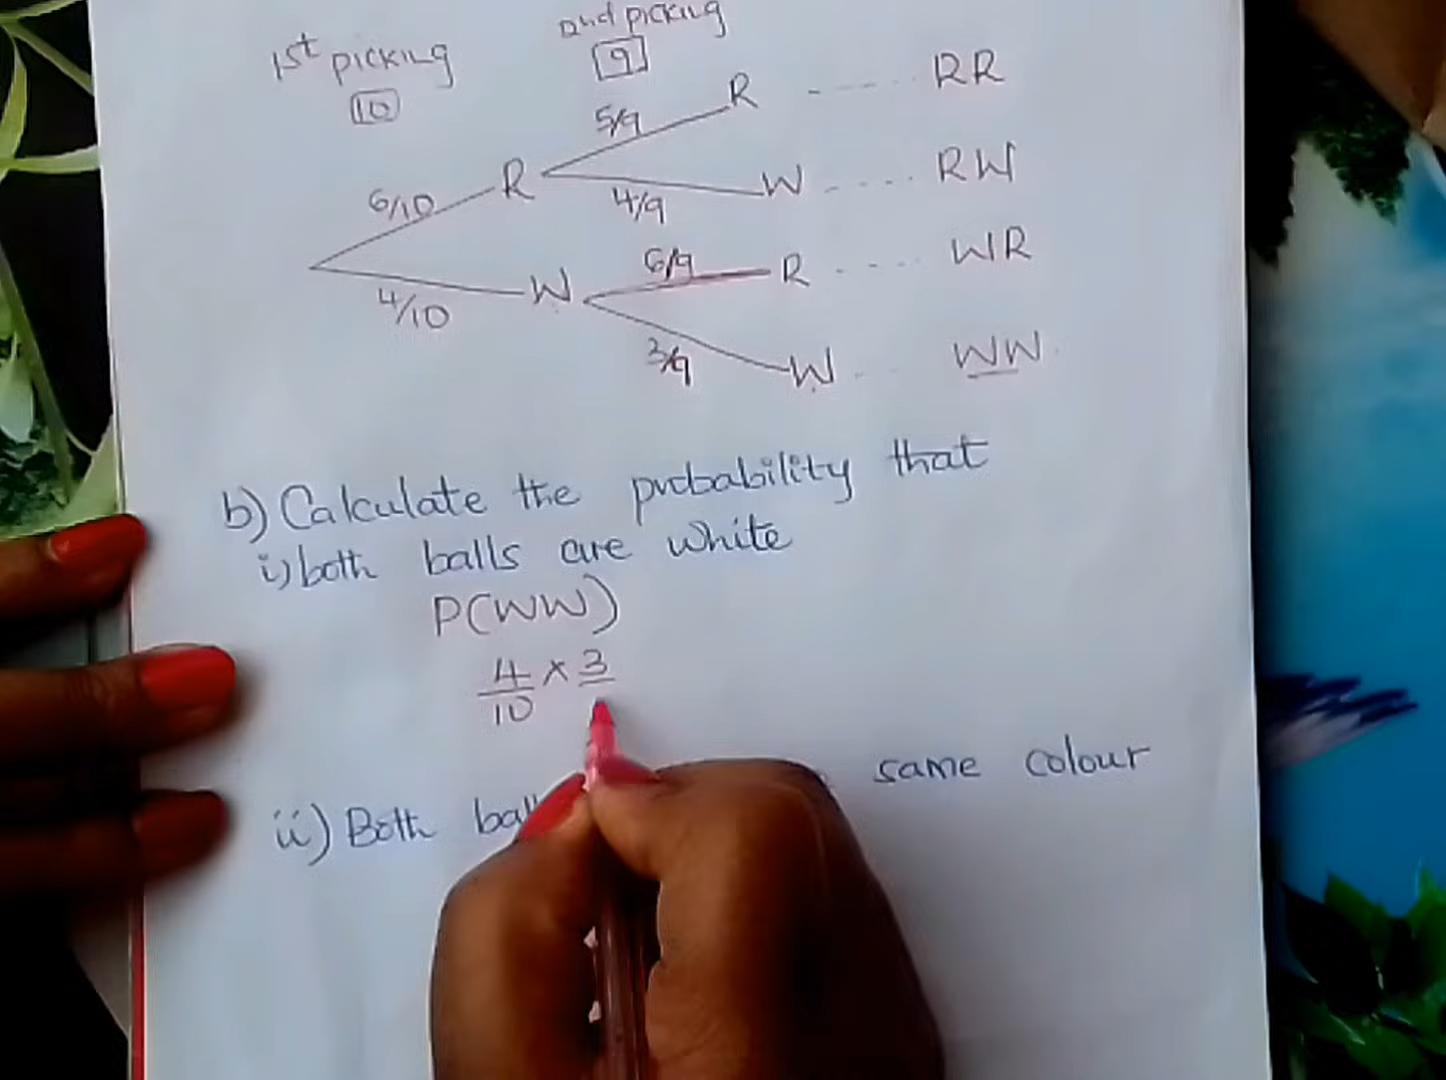 1st picking 2nd picking
10 9
5/9 R RR
6/10 R 4/9 W RW
6/9 R WR
4/10 W 3/9 W WW
b) Calculate the probability that
i) both balls are white
P(WW)
4/10 × 3
ii) Both same colour